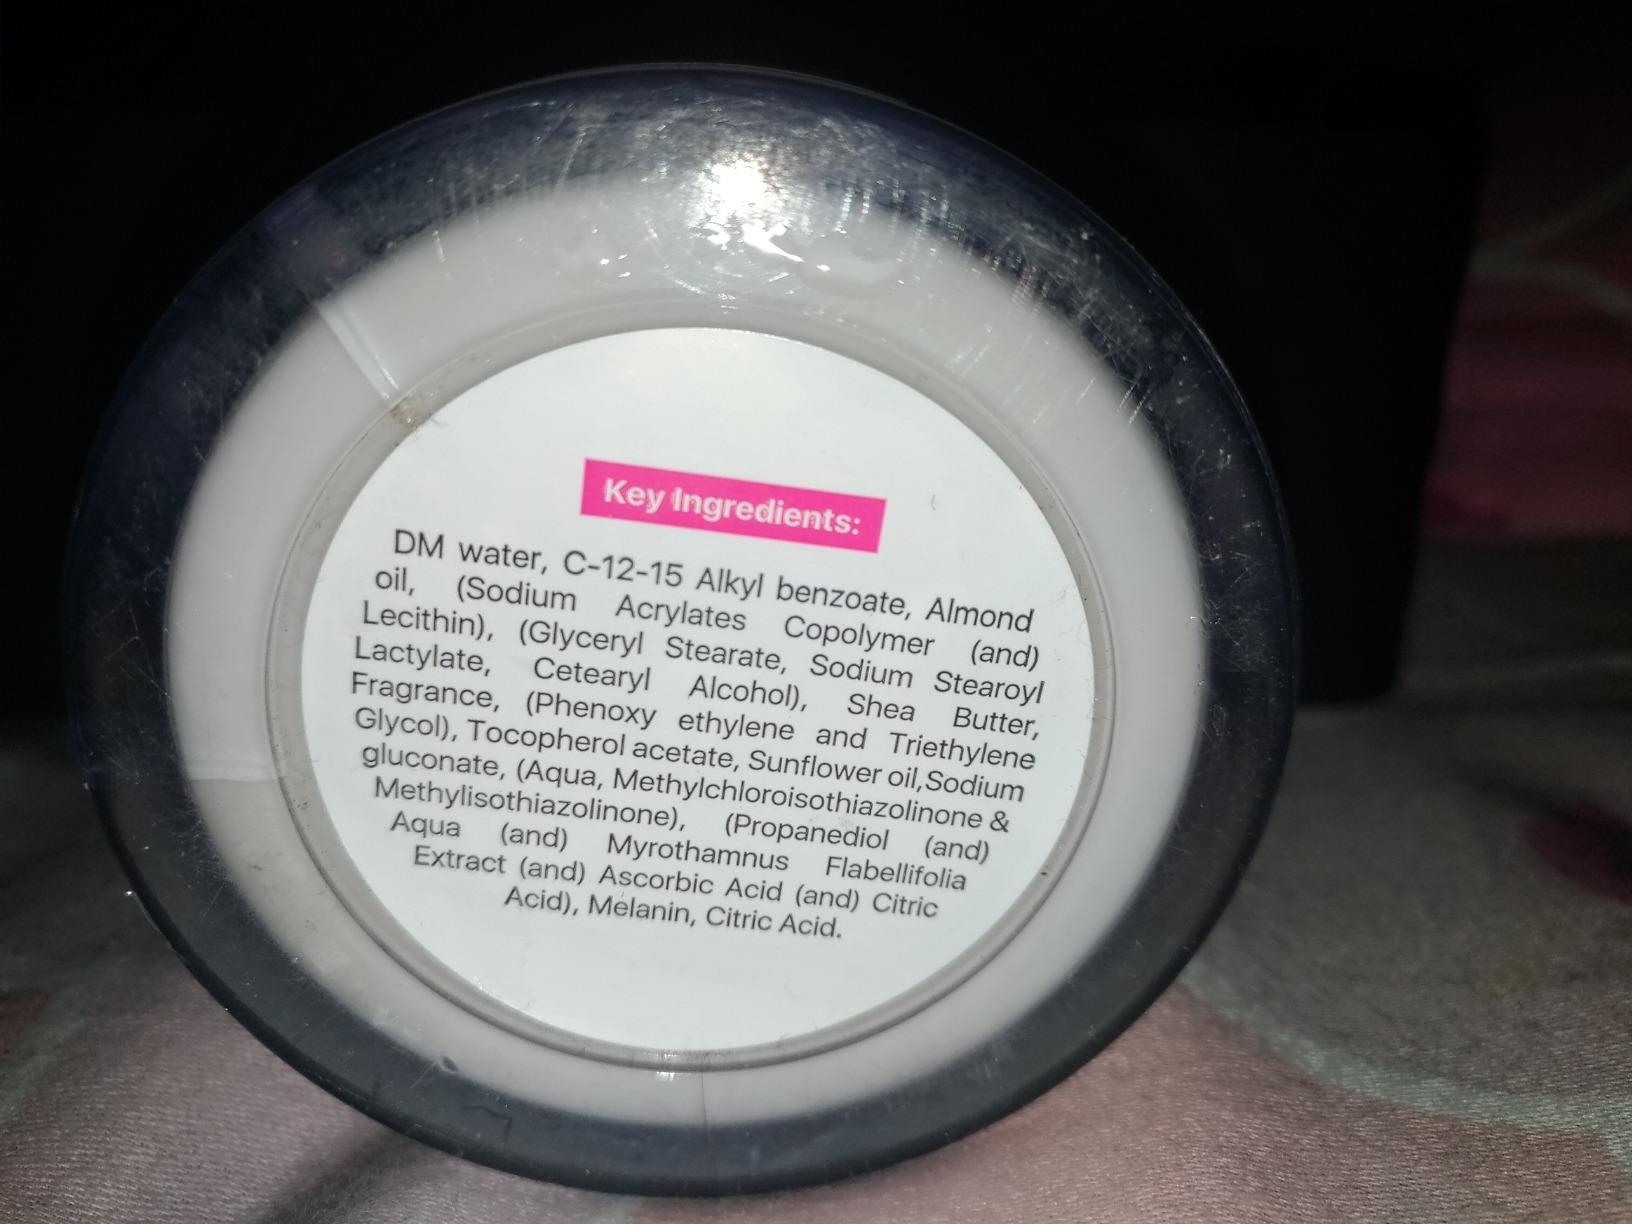 Key Ingredients:
DM water, C-12-15 Alkyl benzoate, Almond
oil, (Sodium Acrylates Copolymer (and)
Lecithin), (Glyceryl Stearate, Sodium Stearoyl
Lactylate, Cetearyl Alcohol), Shea Butter,
Fragrance, (Phenoxy ethylene and Triethylene
Glycol), Tocopherol acetate, Sunflower oil,Sodium
gluconate, (Aqua, Methylchloroisothiazolinone &
Methylisothiazolinone), (Propanediol (and)
Aqua (and) Myrothamnus Flabellifolia
Extract (and) Ascorbic Acid (and) Citric
Acid), Melanin, Citric Acid.